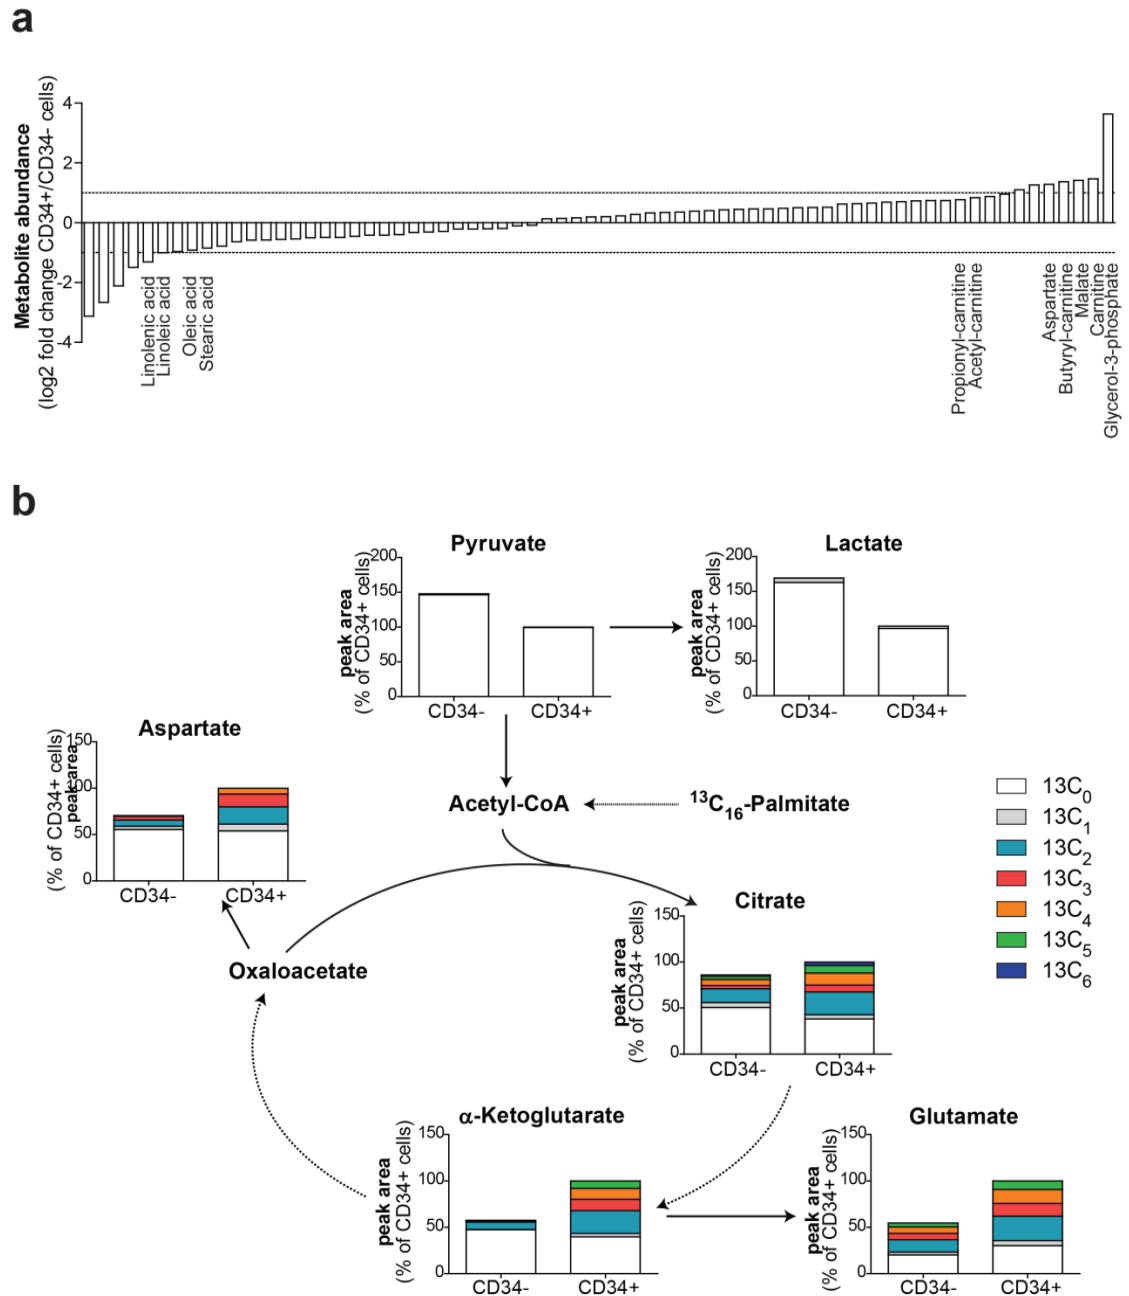 a
Metabolite abundance
(log2 fold change CD34+/CD34- cells)
4
2
0
-2
-4
Linolenic acid
Linoleic acid
Oleic acid
Stearic acid
Propionyl-carnitine
Acetyl-carnitine
Aspartate
Butyryl-carnitine
Malate
Carnitine
Glycerol-3-phosphate
b
Pyruvate
peak area
(% of CD34+ cells)
200
150
100
50
0
CD34-
CD34+
Lactate
peak area
(% of CD34+ cells)
200
150
100
50
0
CD34-
CD34+
Aspartate
peak area
(% of CD34+ cells)
150
100
50
0
CD34-
CD34+
Acetyl-CoA
13C16-Palmitate
13C0
13C1
13C2
13C3
13C4
13C5
13C6
Citrate
peak area
(% of CD34+ cells)
150
100
50
0
CD34-
CD34+
Oxaloacetate
α-Ketoglutarate
peak area
(% of CD34+ cells)
150
100
50
0
CD34-
CD34+
Glutamate
peak area
(% of CD34+ cells)
150
100
50
0
CD34-
CD34+